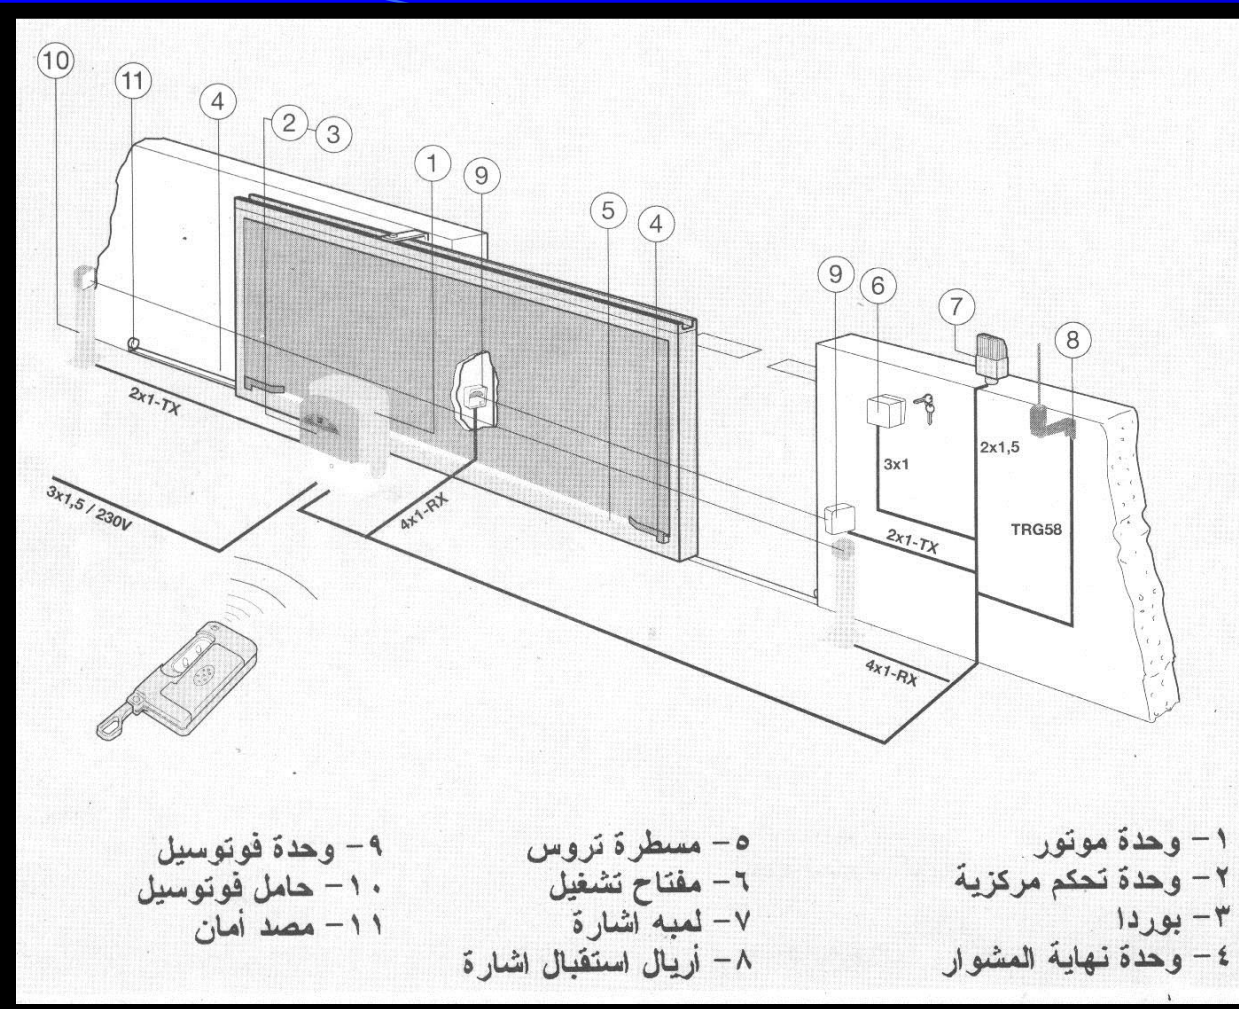 10
11
4
2
3
1
9
5
4
9
6
7
8
2x1-TX
3x1,5 / 230V
4x1-RX
3x1
2x1,5
TRG58
2x1-TX
4x1-RX
١- وحدة موتور
٢- وحدة تحكم مركزية
٣- بوردا
٤- وحدة نهاية المشوار
٥- مسطرة تروس
٦- مفتاح تشغيل
٧- لمبه اشارة
٨- أريال استقبال اشارة
٩- وحدة فوتوسيل
١٠- حامل فوتوسيل
١١- مصد أمان